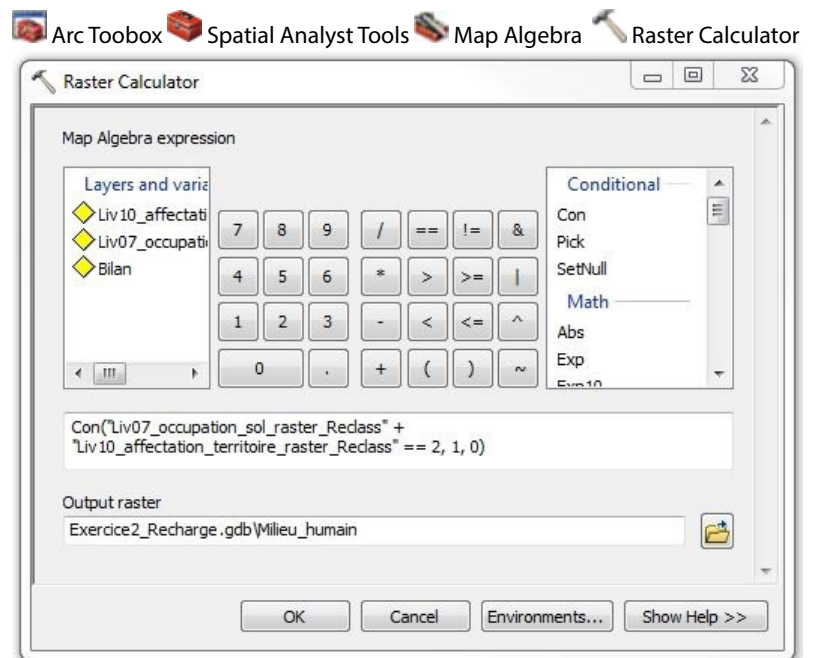 Arc Toobox Spatial Analyst Tools Map Algebra Raster Calculator
Raster Calculator
Map Algebra expression
Layers and varia
Liv10_affectati
Liv07_occupati
Bilan
7 8 9 / == != &
4 5 6 * > >= |
1 2 3 - < <= ^
0 . + ( ) ~
Conditional
Con
Pick
SetNull
Math
Abs
Exp
Exp10
Con("Liv07_occupation_sol_raster_Reclass" +
"Liv10_affectation_territoire_raster_Reclass" == 2, 1, 0)
Output raster
Exercice2_Recharge.gdb\Milieu_humain
OK Cancel Environments... Show Help >>